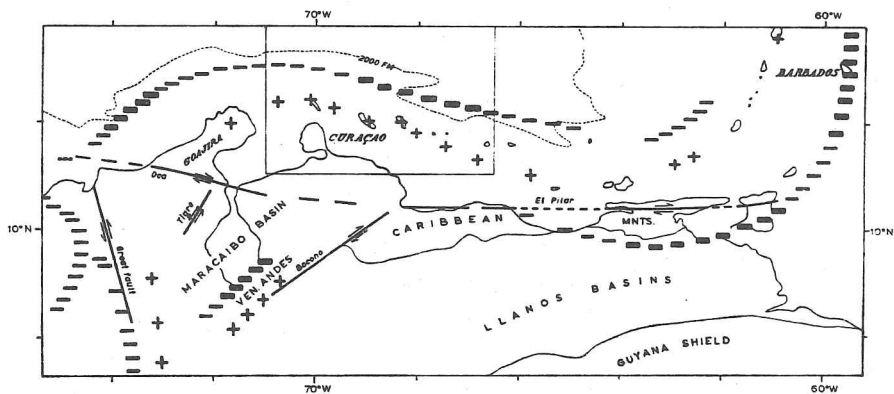 70°W
60°W
2000 FM
BARBADOS
GOAJIRA
CURAÇAO
Oca
El Pilar
Tigre
CARIBBEAN
MNTS.
10°N
10°N
MARACAIBO BASIN
Bocono
Great fault
VEN. ANDES
LLANOS BASINS
GUYANA SHIELD
70°W
60°W